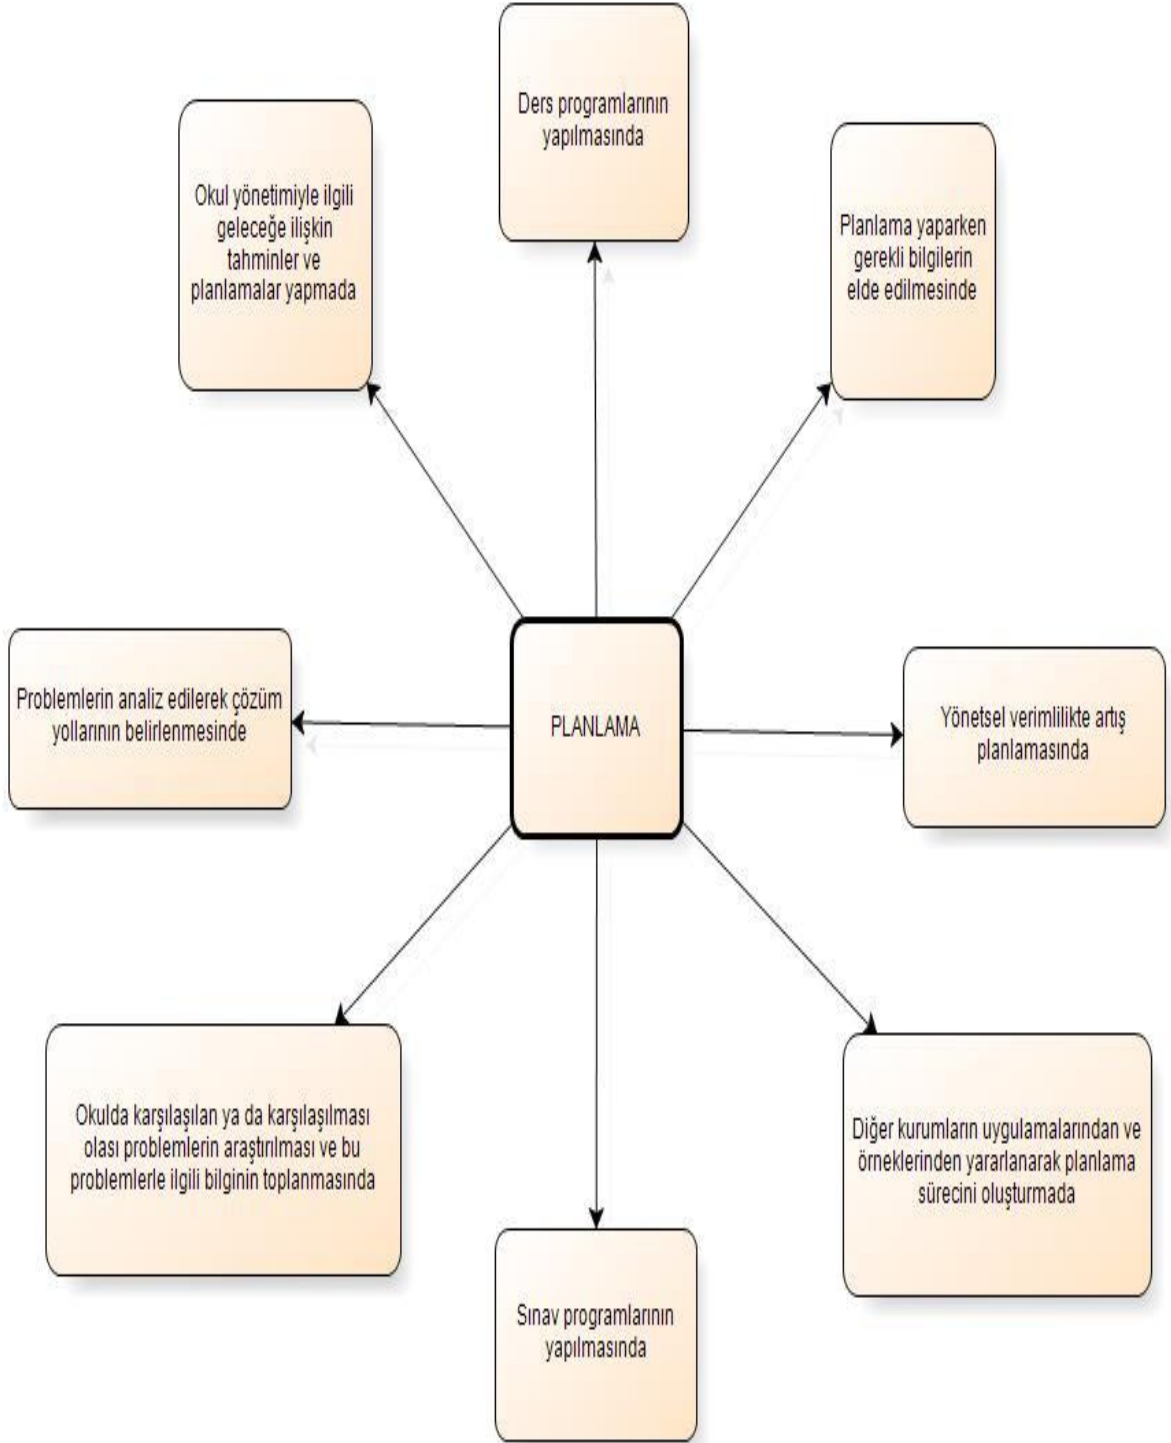 Ders programlarının
yapılmasında
Okul yönetimiyle ilgili
geleceğe ilişkin
tahminler ve
planlamalar yapmada
Planlama yaparken
gerekli bilgilerin
elde edilmesinde
Problemlerin analiz edilerek çözüm
yollarının belirlenmesinde
PLANLAMA
Yönetsel verimlilikte artış
planlamasında
Okulda karşılaşılan ya da karşılaşılması
olası problemlerin araştırılması ve bu
problemlerle ilgili bilginin toplanmasında
Diğer kurumların uygulamalarından ve
örneklerinden yararlanarak planlama
sürecini oluşturmada
Sınav programlarının
yapılmasında